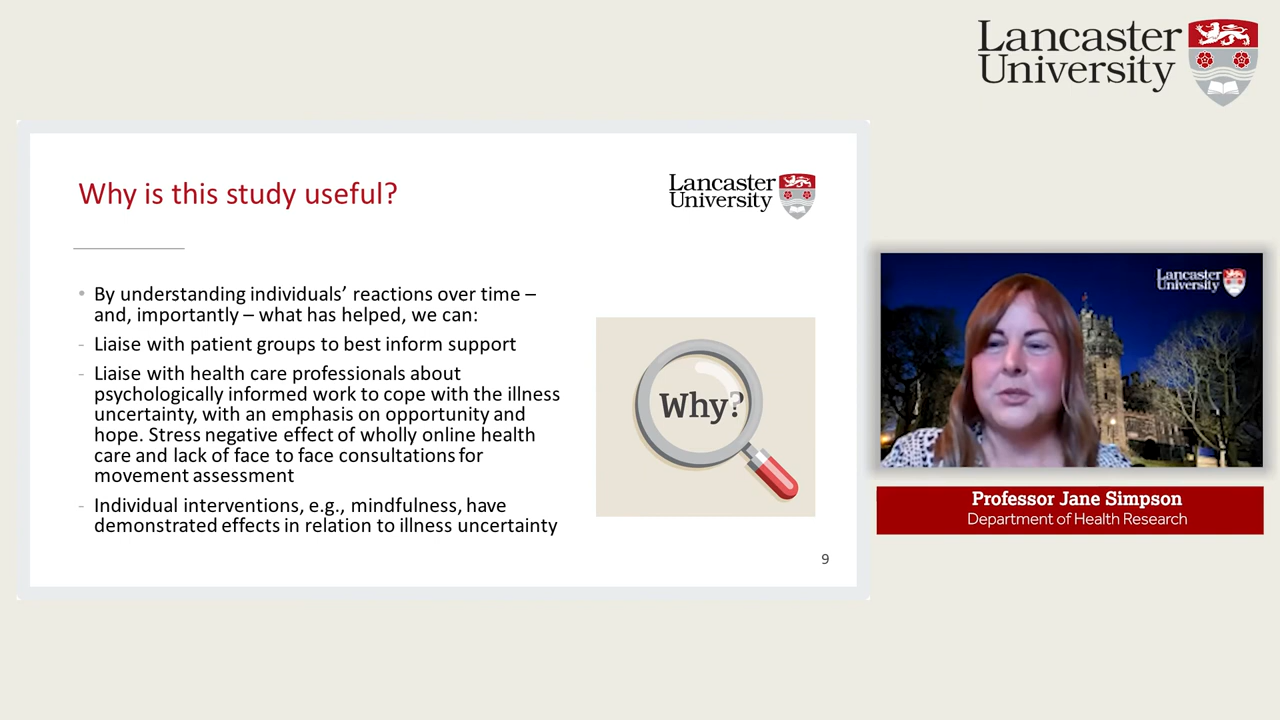 Lancaster
University
Why is this study useful?
Lancaster
University
• By understanding individuals’ reactions over time –
and, importantly – what has helped, we can:
- Liaise with patient groups to best inform support
- Liaise with health care professionals about
psychologically informed work to cope with the illness
uncertainty, with an emphasis on opportunity and
hope. Stress negative effect of wholly online health
care and lack of face to face consultations for
movement assessment
- Individual interventions, e.g., mindfulness, have
demonstrated effects in relation to illness uncertainty
Why?
9
Lancaster
University
Professor Jane Simpson
Department of Health Research